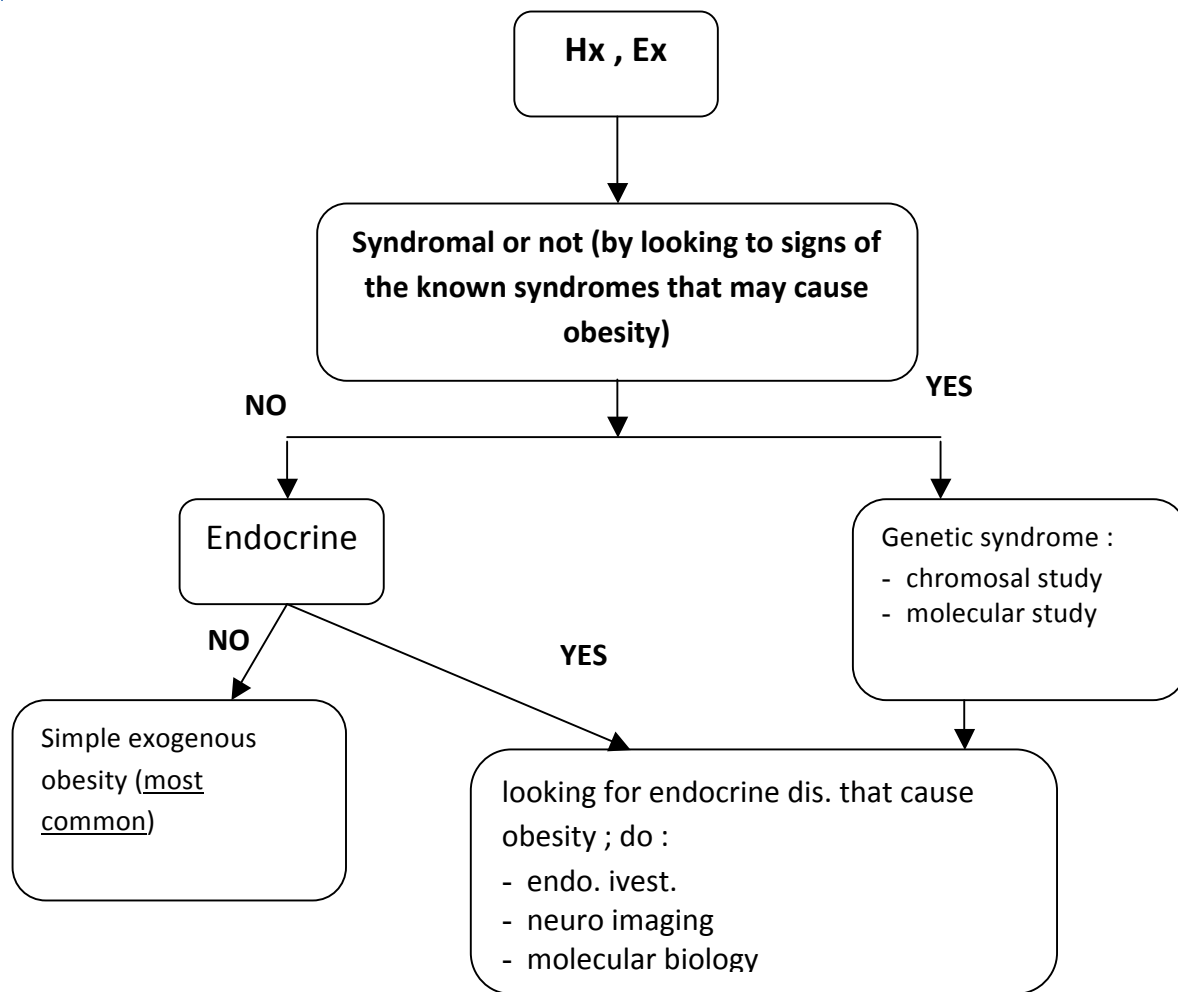 Hx , Ex
Syndromal or not (by looking to signs of
the known syndromes that may cause
obesity)
NO
YES
Endocrine
Genetic syndrome :
- chromosal study
- molecular study
NO
YES
Simple exogenous
obesity (most
common)
looking for endocrine dis. that cause
obesity ; do :
- endo. ivest.
- neuro imaging
- molecular biology